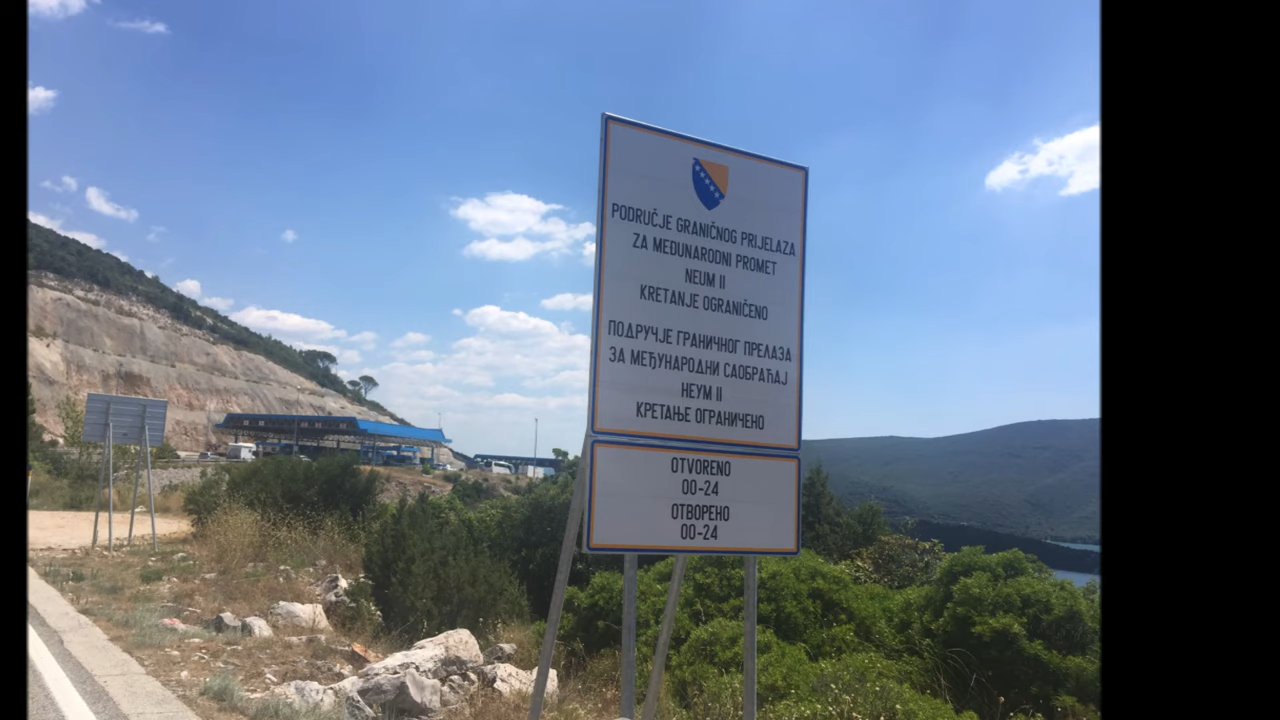 PODRUČJE GRANIČNOG PRIJELAZA
ZA MEĐUNARODNI PROMET
NEUM II
KRETANJE OGRANIČENO
ПОДРУЧЈЕ ГРАНИЧНОГ ПРЕЛАЗА
ЗА МЕЂУНАРОДНИ САОБРАЋАЈ
НЕУМ II
КРЕТАЊЕ ОГРАНИЧЕНО
OTVORENO
00-24
ОТВОРЕНО
00-24